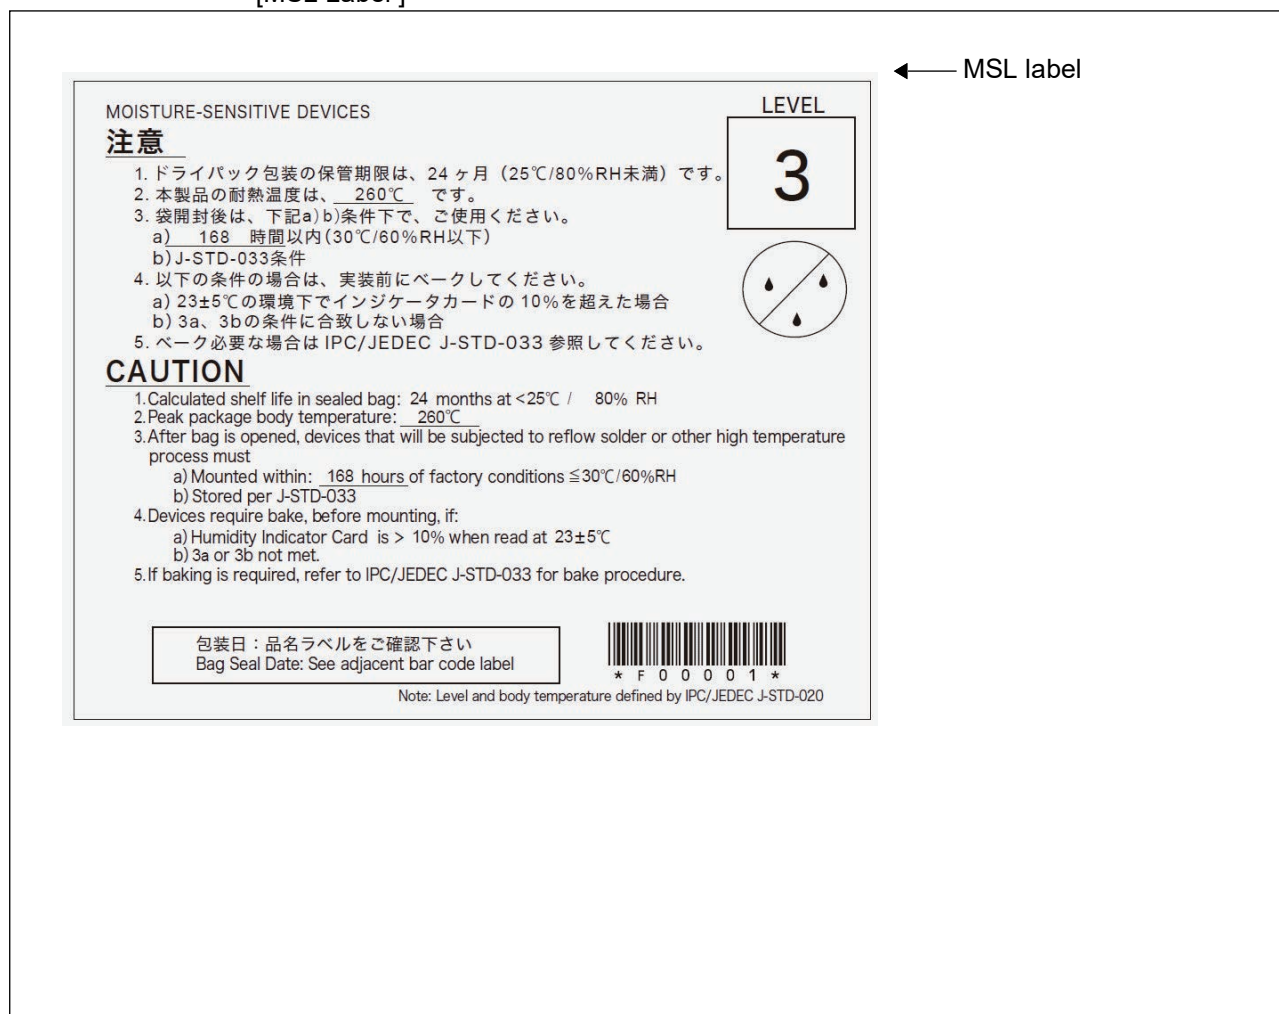 [MSL Label]
MSL label
MOISTURE-SENSITIVE DEVICES
LEVEL
3
注意
1. ドライパック包装の保管期限は、24 ヶ月（25℃/80%RH未満）です。
2. 本製品の耐熱温度は、 260℃ です。
3. 袋開封後は、下記a)b)条件下で、ご使用ください。
a) 168 時間以内(30℃/60%RH以下)
b)J-STD-033条件
4. 以下の条件の場合は、実装前にベークしてください。
a) 23±5℃の環境下でインジケータカードの 10%を超えた場合
b) 3a、3bの条件に合致しない場合
5. ベーク必要な場合は IPC/JEDEC J-STD-033 参照してください。
CAUTION
1.Calculated shelf life in sealed bag: 24 months at <25℃ / 80% RH
2.Peak package body temperature: 260℃
3.After bag is opened, devices that will be subjected to reflow solder or other high temperature
process must
a) Mounted within: 168 hours of factory conditions ≦30℃/60%RH
b) Stored per J-STD-033
4.Devices require bake, before mounting, if:
a) Humidity Indicator Card is > 10% when read at 23±5℃
b) 3a or 3b not met.
5.If baking is required, refer to IPC/JEDEC J-STD-033 for bake procedure.
包装日：品名ラベルをご確認下さい
Bag Seal Date: See adjacent bar code label
* F 0 0 0 0 1 *
Note: Level and body temperature defined by IPC/JEDEC J-STD-020